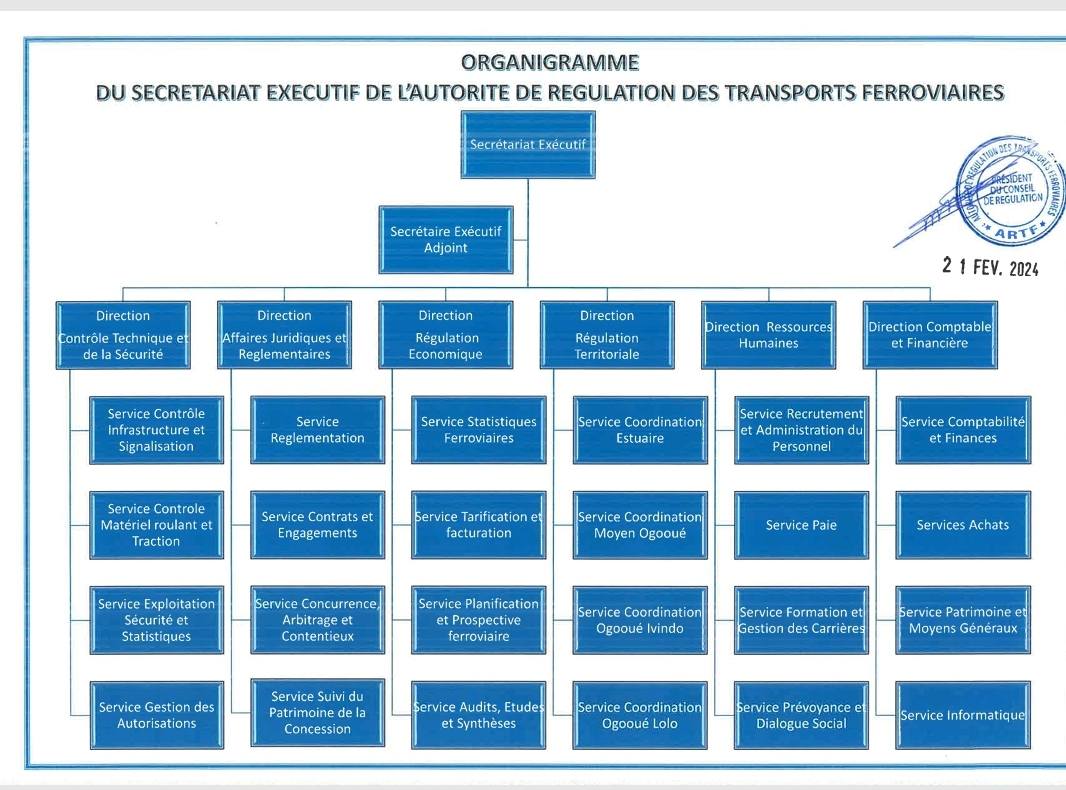 ORGANIGRAMME
DU SECRETARIAT EXECUTIF DE L'AUTORITE DE REGULATION DES TRANSPORTS FERROVIAIRES
Secrétariat Exécutif
AUTORITE DE REGULATION DES TRANSPORTS FERROVIAIRES
PRÉSIDENT
DU CONSEIL
DE REGULATION
* ARTF *
2 1 FEV. 2024
Secrétaire Exécutif
Adjoint
Direction
Contrôle Technique et
de la Sécurité
Direction
Affaires Juridiques et
Reglementaires
Direction
Régulation
Economique
Direction
Régulation
Territoriale
Direction Ressources
Humaines
Direction Comptable
et Financière
Service Contrôle
Infrastructure et
Signalisation
Service
Reglementation
Service Statistiques
Ferroviaires
Service Coordination
Estuaire
Service Recrutement
et Administration du
Personnel
Service Comptabilité
et Finances
Service Controle
Matériel roulant et
Traction
Service Contrats et
Engagements
Service Tarification et
facturation
Service Coordination
Moyen Ogooué
Service Paie
Services Achats
Service Exploitation
Sécurité et
Statistiques
Service Concurrence,
Arbitrage et
Contentieux
Service Planification
et Prospective
ferroviaire
Service Coordination
Ogooué Ivindo
Service Formation et
Gestion des Carrières
Service Patrimoine et
Moyens Généraux
Service Gestion des
Autorisations
Service Suivi du
Patrimoine de la
Concession
Service Audits, Etudes
et Synthèses
Service Coordination
Ogooué Lolo
Service Prévoyance et
Dialogue Social
Service Informatique